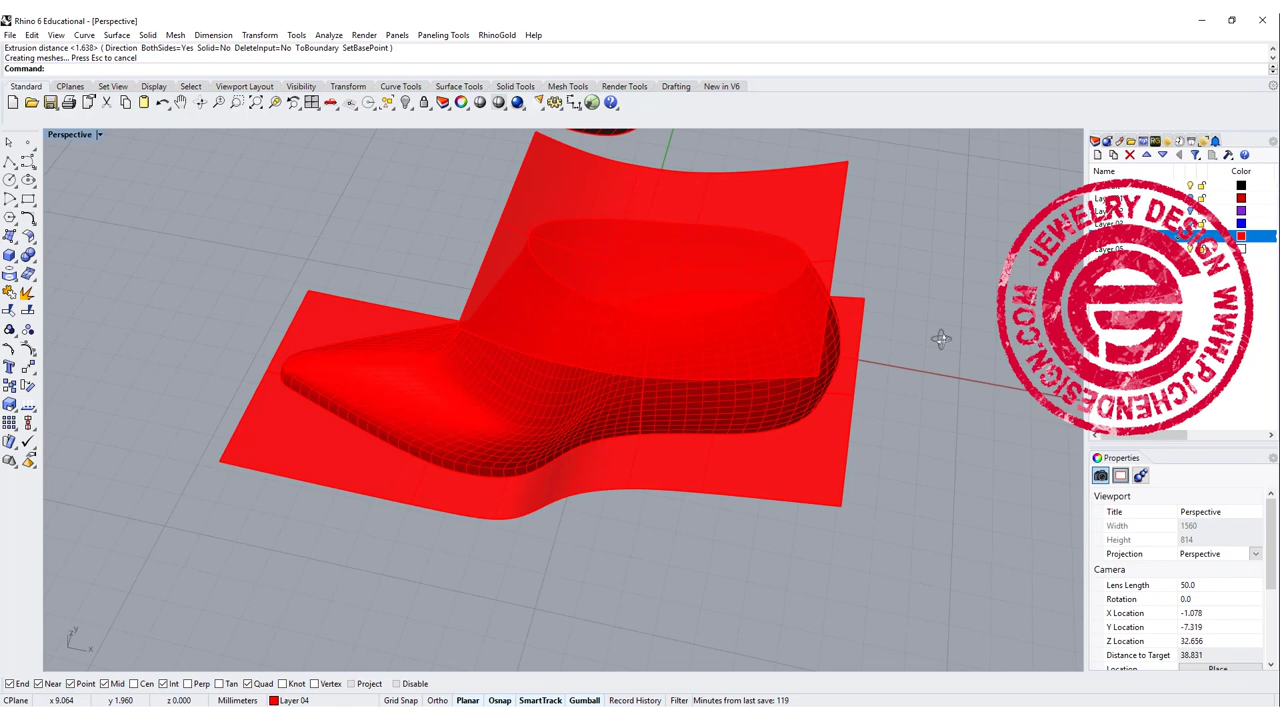 Rhino 6 Educational - [Perspective]
File Edit View Curve Surface Solid Mesh Dimension Transform Tools Analyze Render Panels Paneling Tools RhinoGold Help
Extrusion distance <1.638> ( Direction BothSides=Yes Solid=No DeleteInput=No ToBoundary SetBasePoint )
Creating meshes... Press Esc to cancel
Command:
Standard CPlanes Set View Display Select Viewport Layout Visibility Transform Curve Tools Surface Tools Solid Tools Mesh Tools Render Tools Drafting New in V6
Perspective
Name Color
JEWELRY DESIGN WWW.PJCHENDESIGN.COM
Properties
Viewport
Title Perspective
Width 1560
Height 814
Projection Perspective
Camera
Lens Length 50.0
Rotation 0.0
X Location -1.078
Y Location -7.319
Z Location 32.656
Distance to Target 38.831
Location Place...
z y x
End Near Point Mid Cen Int Perp Tan Quad Knot Vertex Project Disable
CPlane x 9.064 y 1.960 z 0.000 Millimeters Layer 04 Grid Snap Ortho Planar Osnap SmartTrack Gumball Record History Filter Minutes from last save: 119